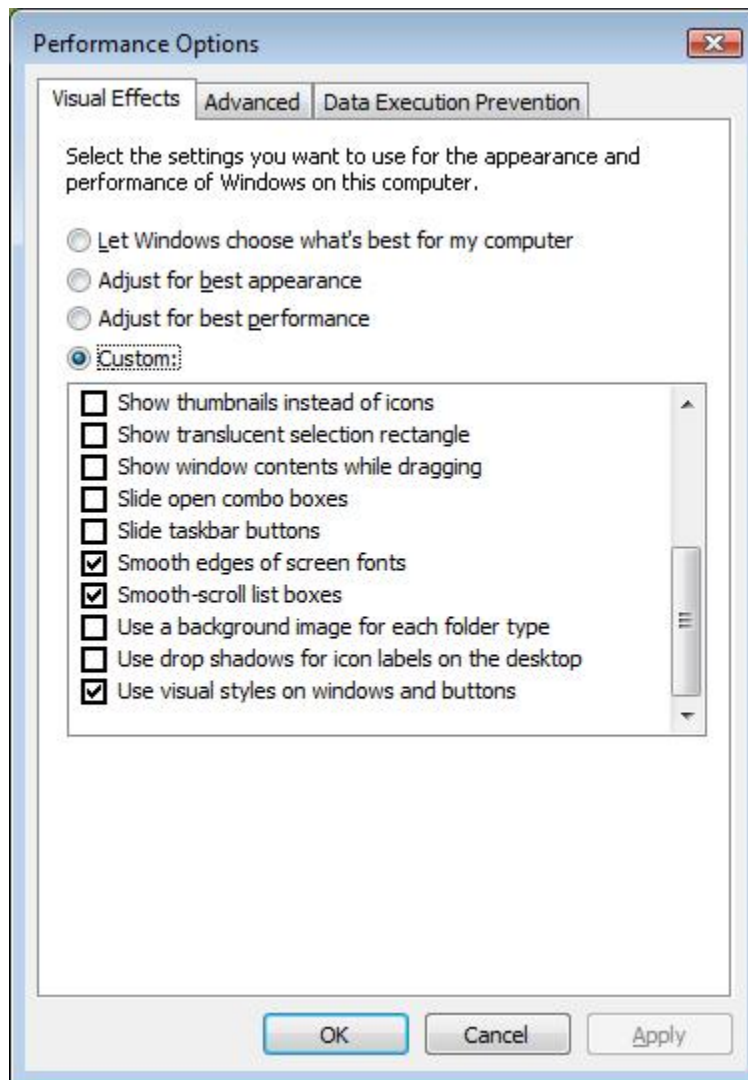 Performance Options
Visual Effects
Advanced
Data Execution Prevention
Select the settings you want to use for the appearance and
performance of Windows on this computer.
Let Windows choose what's best for my computer
Adjust for best appearance
Adjust for best performance
Custom:
Show thumbnails instead of icons
Show translucent selection rectangle
Show window contents while dragging
Slide open combo boxes
Slide taskbar buttons
Smooth edges of screen fonts
Smooth-scroll list boxes
Use a background image for each folder type
Use drop shadows for icon labels on the desktop
Use visual styles on windows and buttons
OK
Cancel
Apply